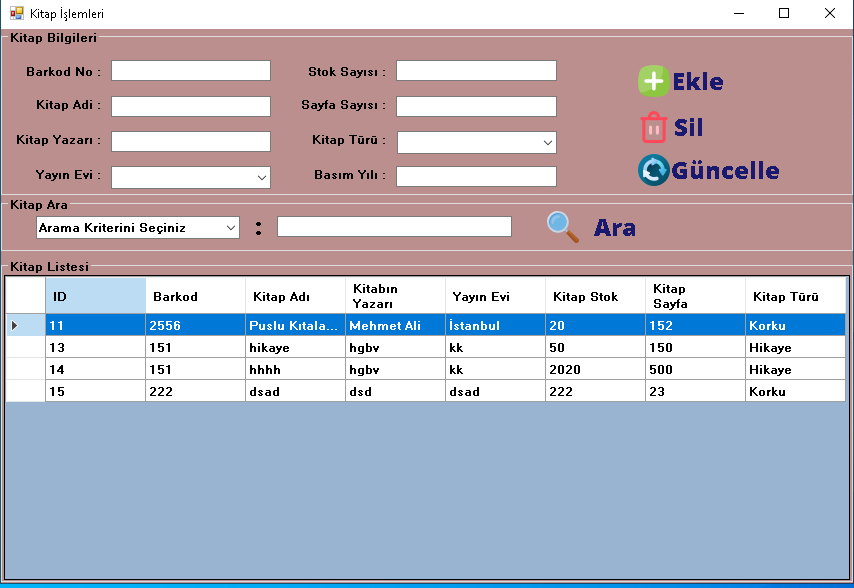 Kitap İşlemleri
Kitap Bilgileri
Barkod No :
Stok Sayısı :
Ekle
Kitap Adi :
Sayfa Sayısı :
Sil
Kitap Yazarı :
Kitap Türü :
Güncelle
Yayın Evi :
Basım Yılı :
Kitap Ara
Arama Kriterini Seçiniz : Ara
Kitap Listesi
ID Barkod Kitap Adı Kitabın Yazarı Yayın Evi Kitap Stok Kitap Sayfa Kitap Türü
11 2556 Puslu Kıtala... Mehmet Ali İstanbul 20 152 Korku
13 151 hikaye hgbv kk 50 150 Hikaye
14 151 hhhh hgbv kk 2020 500 Hikaye
15 222 dsad dsd dsad 222 23 Korku